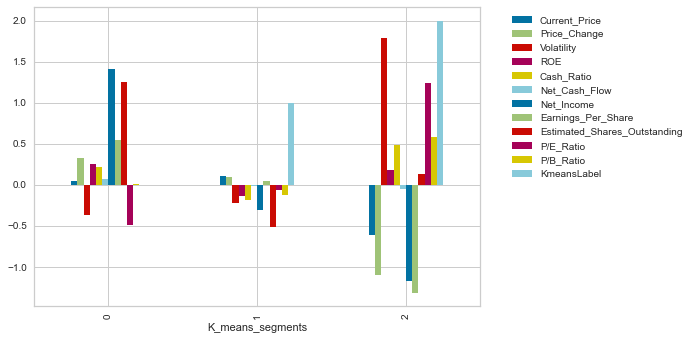 2.0
1.5
1.0
0.5
0.0
−0.5
−1.0
0
1
2
K_means_segments
Current_Price
Price_Change
Volatility
ROE
Cash_Ratio
Net_Cash_Flow
Net_Income
Earnings_Per_Share
Estimated_Shares_Outstanding
P/E_Ratio
P/B_Ratio
KmeansLabel